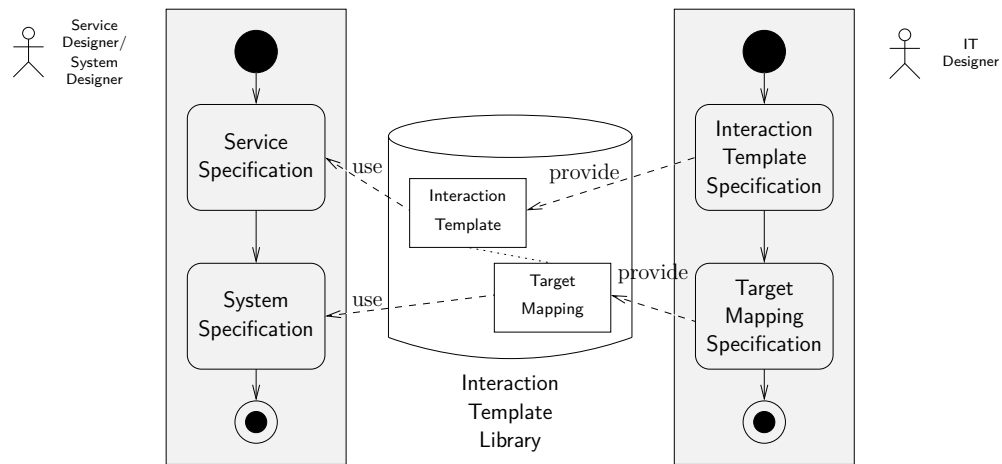 Service
Designer/
System
Designer
IT
Designer
Service
Specification
Interaction
Template
Specification
use
provide
Interaction
Template
System
Specification
use
provide
Target
Mapping
Target
Mapping
Specification
Interaction
Template
Library